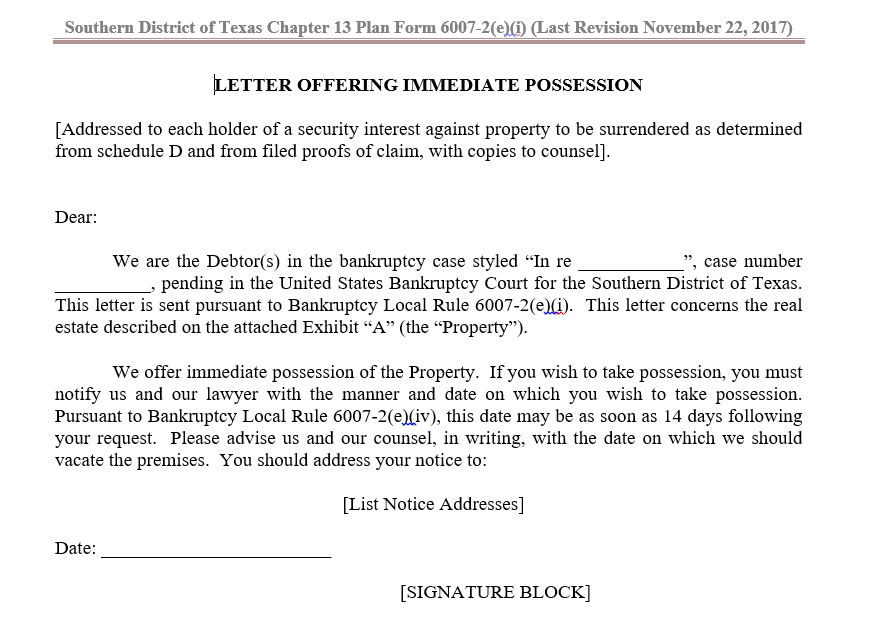 Southern District of Texas Chapter 13 Plan Form 6007-2(e)(i) (Last Revision November 22, 2017)
LETTER OFFERING IMMEDIATE POSSESSION
[Addressed to each holder of a security interest against property to be surrendered as determined
from schedule D and from filed proofs of claim, with copies to counsel].
Dear:
We are the Debtor(s) in the bankruptcy case styled “In re ___________”, case number
__________, pending in the United States Bankruptcy Court for the Southern District of Texas.
This letter is sent pursuant to Bankruptcy Local Rule 6007-2(e)(i). This letter concerns the real
estate described on the attached Exhibit “A” (the “Property”).
We offer immediate possession of the Property. If you wish to take possession, you must
notify us and our lawyer with the manner and date on which you wish to take possession.
Pursuant to Bankruptcy Local Rule 6007-2(e)(iv), this date may be as soon as 14 days following
your request. Please advise us and our counsel, in writing, with the date on which we should
vacate the premises. You should address your notice to:
[List Notice Addresses]
Date: ________________________
[SIGNATURE BLOCK]